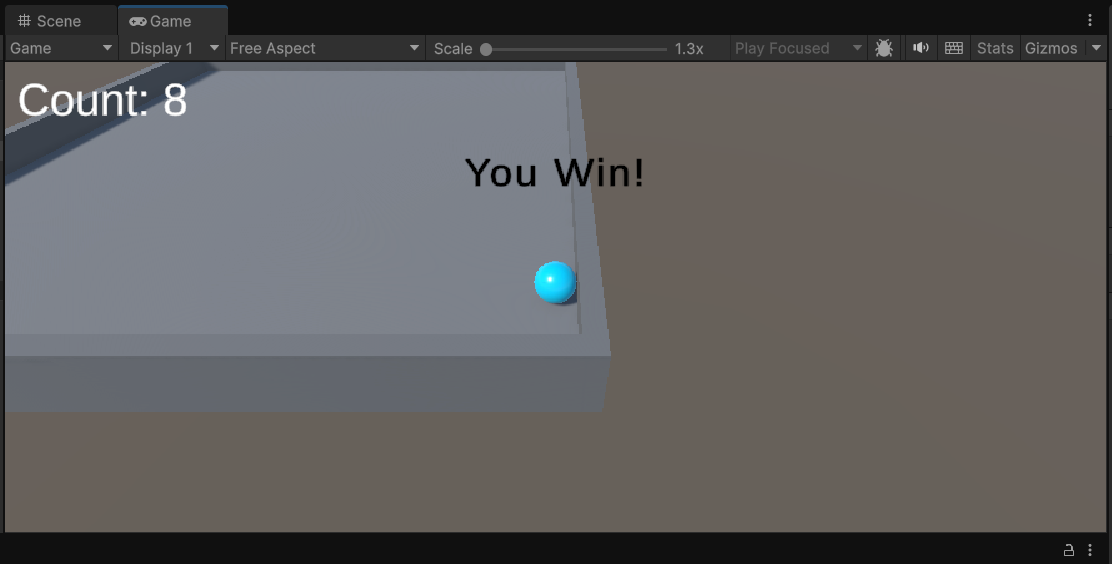 Scene Game
Game Display 1 Free Aspect Scale 1.3x Play Focused Stats Gizmos
Count: 8
You Win!